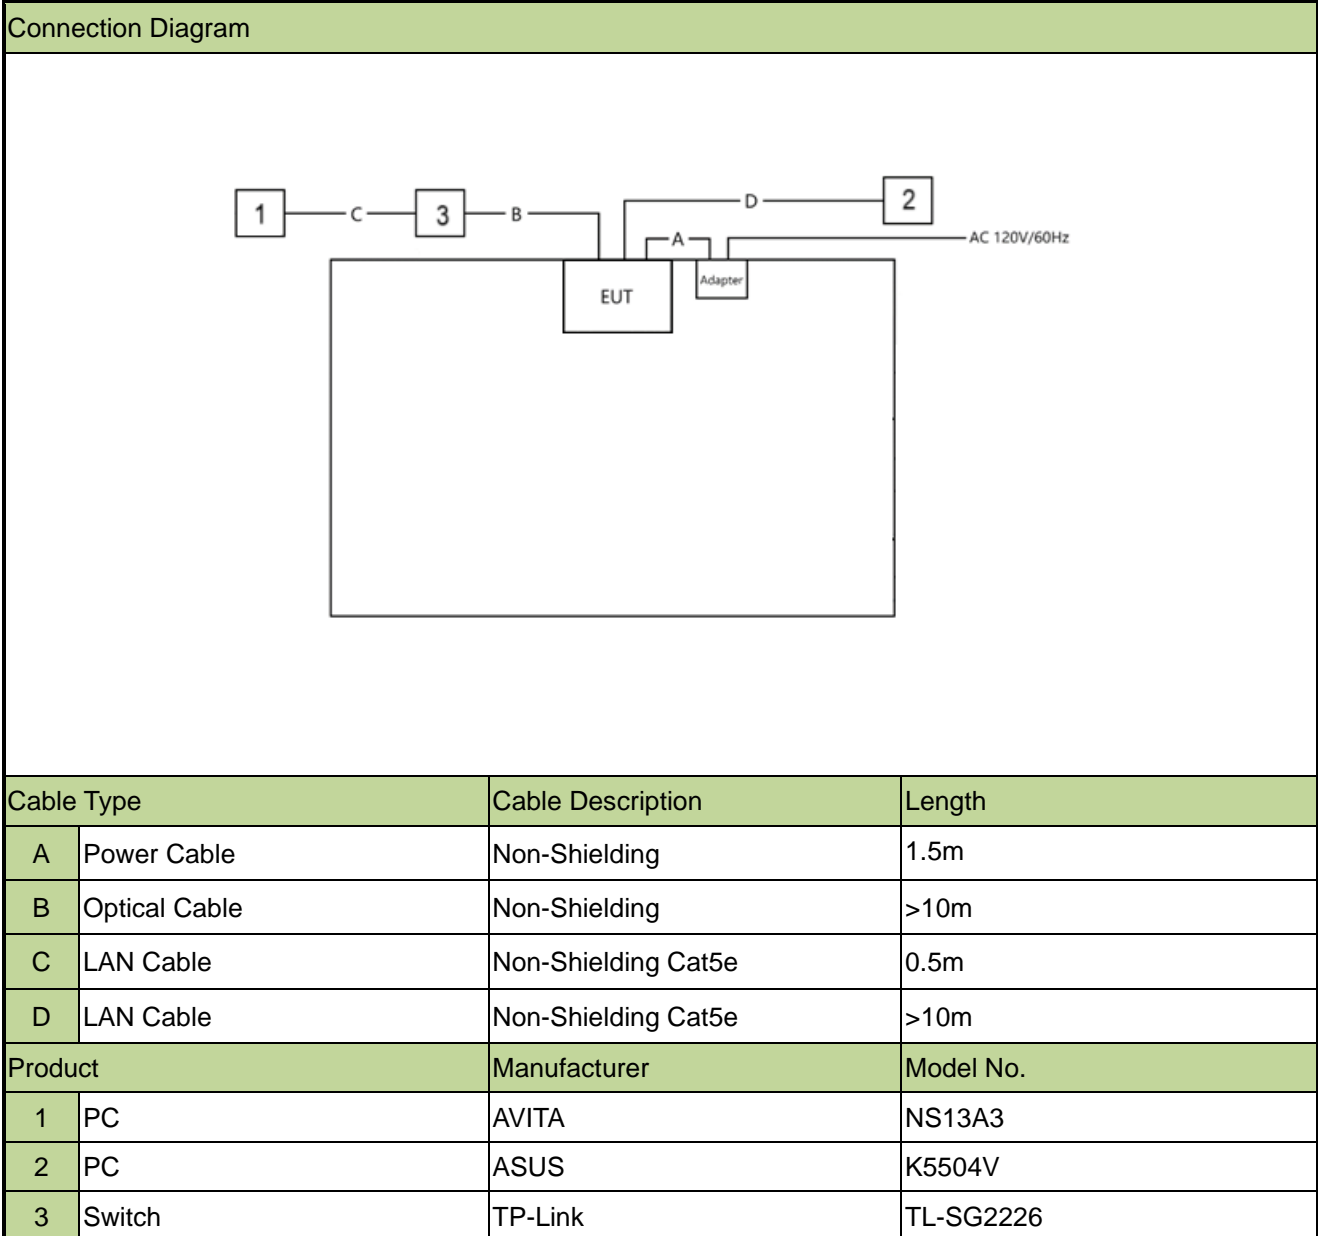 Connection Diagram
1 C 3 B D 2
A AC 120V/60Hz
EUT Adapter
Cable Type Cable Description Length
A Power Cable Non-Shielding 1.5m
B Optical Cable Non-Shielding >10m
C LAN Cable Non-Shielding Cat5e 0.5m
D LAN Cable Non-Shielding Cat5e >10m
Product Manufacturer Model No.
1 PC AVITA NS13A3
2 PC ASUS K5504V
3 Switch TP-Link TL-SG2226